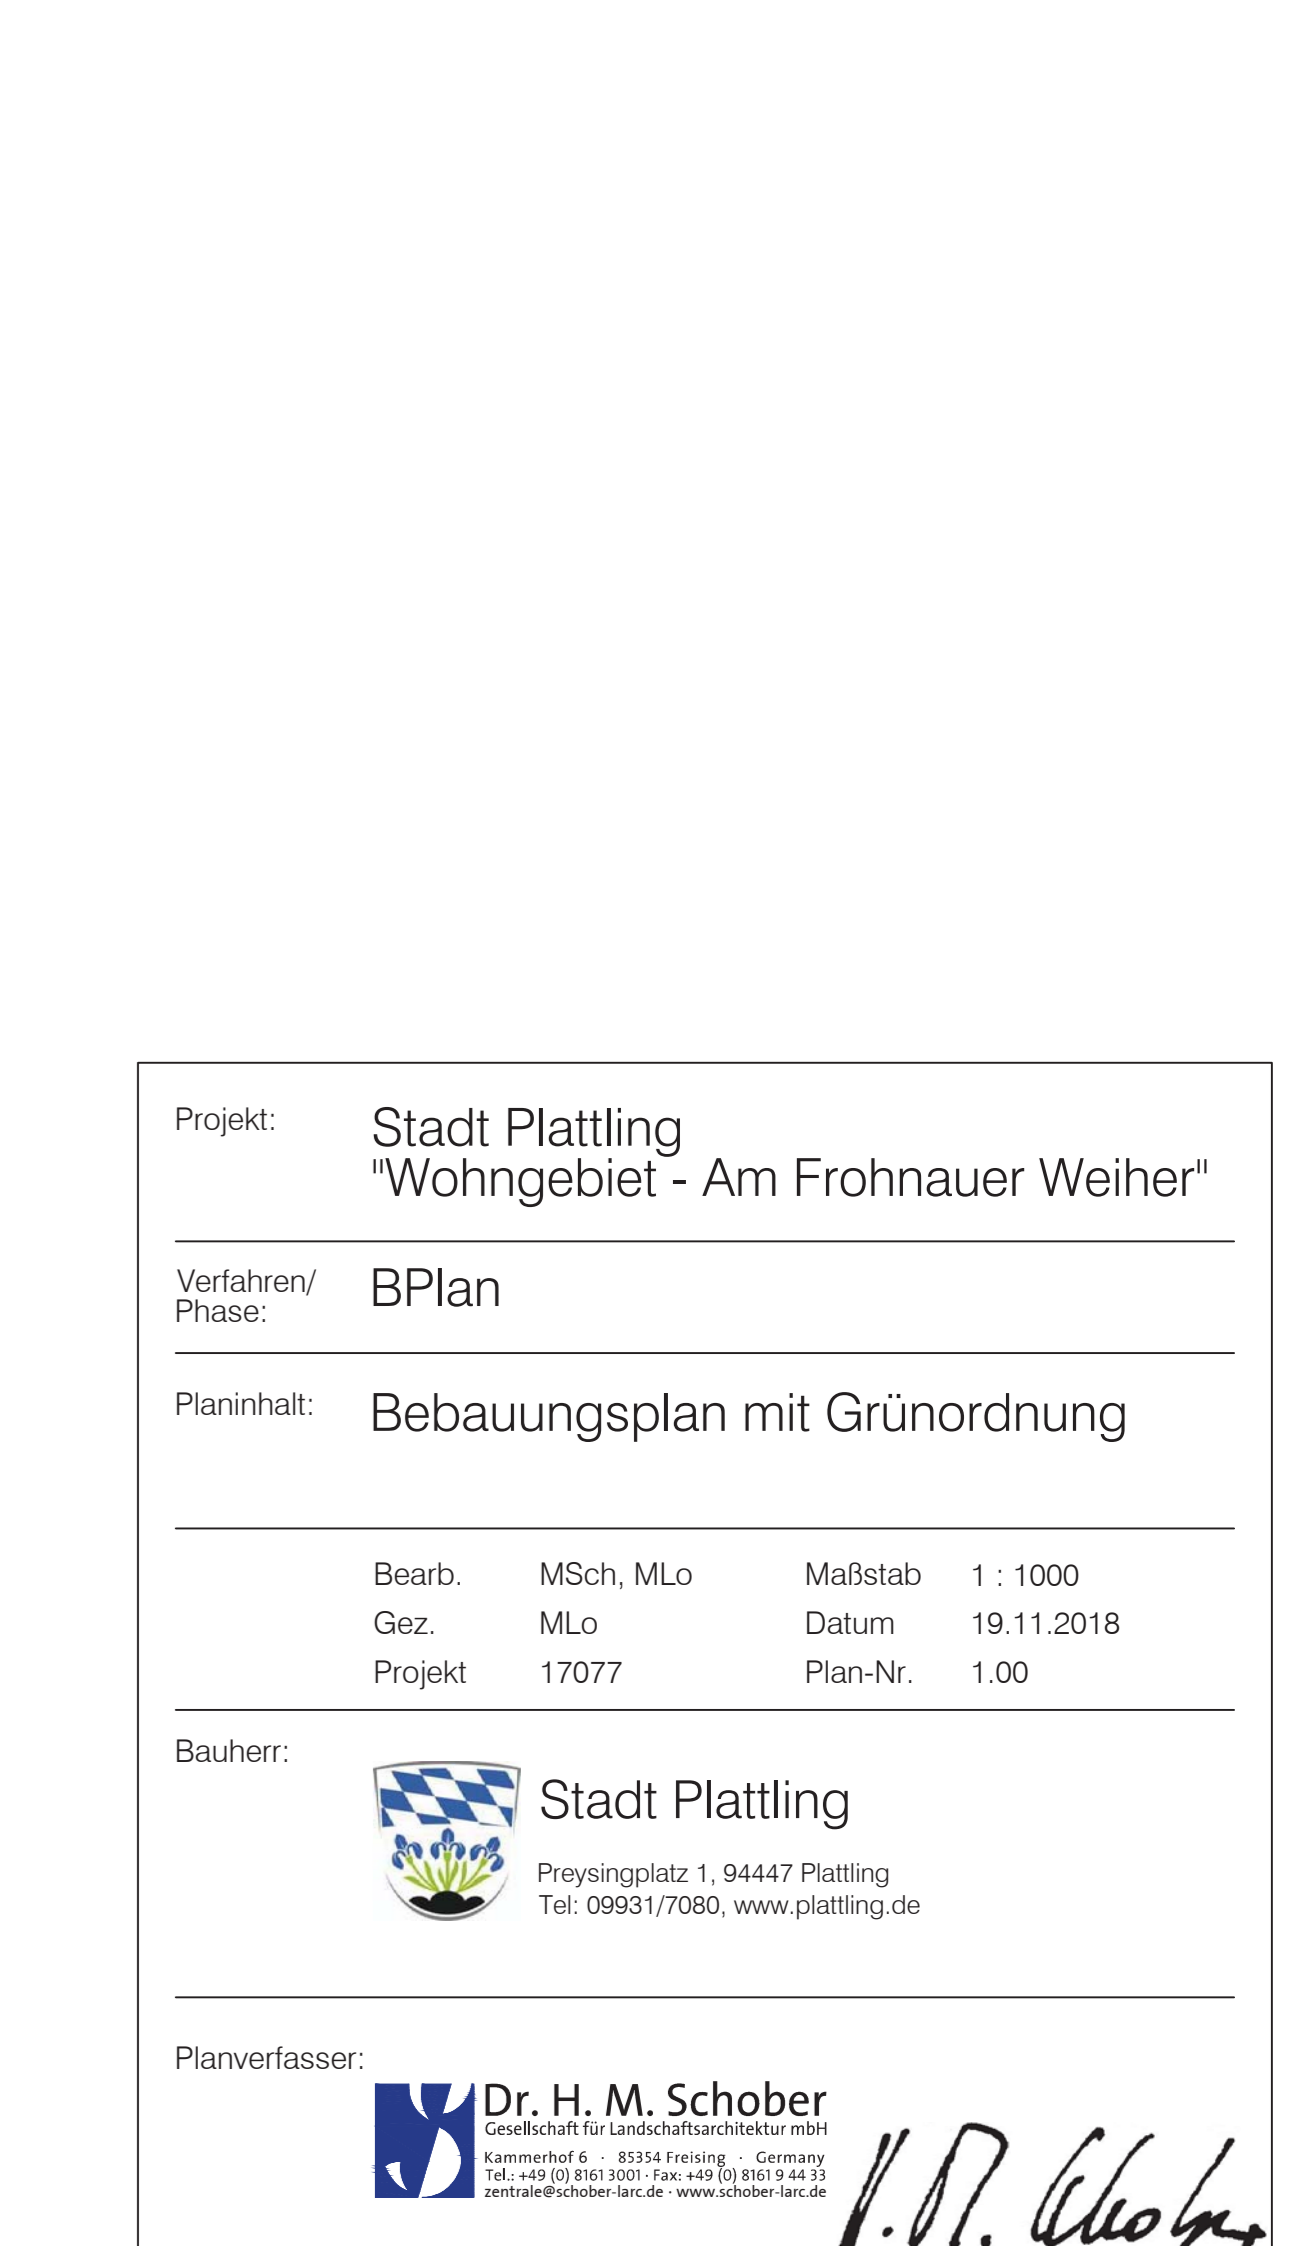 Projekt:
Stadt Plattling
"Wohngebiet - Am Frohnauer Weiher"
Verfahren/
Phase:
BPlan
Planinhalt:
Bebauungsplan mit Grünordnung
Bearb. MSch, MLo Maßstab 1 : 1000
Gez. MLo Datum 19.11.2018
Projekt 17077 Plan-Nr. 1.00
Bauherr:
Stadt Plattling
Preysingplatz 1, 94447 Plattling
Tel: 09931/7080, www.plattling.de
Planverfasser:
Dr. H. M. Schober
Gesellschaft für Landschaftsarchitektur mbH
Kammerhof 6 · 85354 Freising · Germany
Tel.: +49 (0) 8161 3001 · Fax: +49 (0) 8161 9 44 33
zentrale@schober-larc.de · www.schober-larc.de